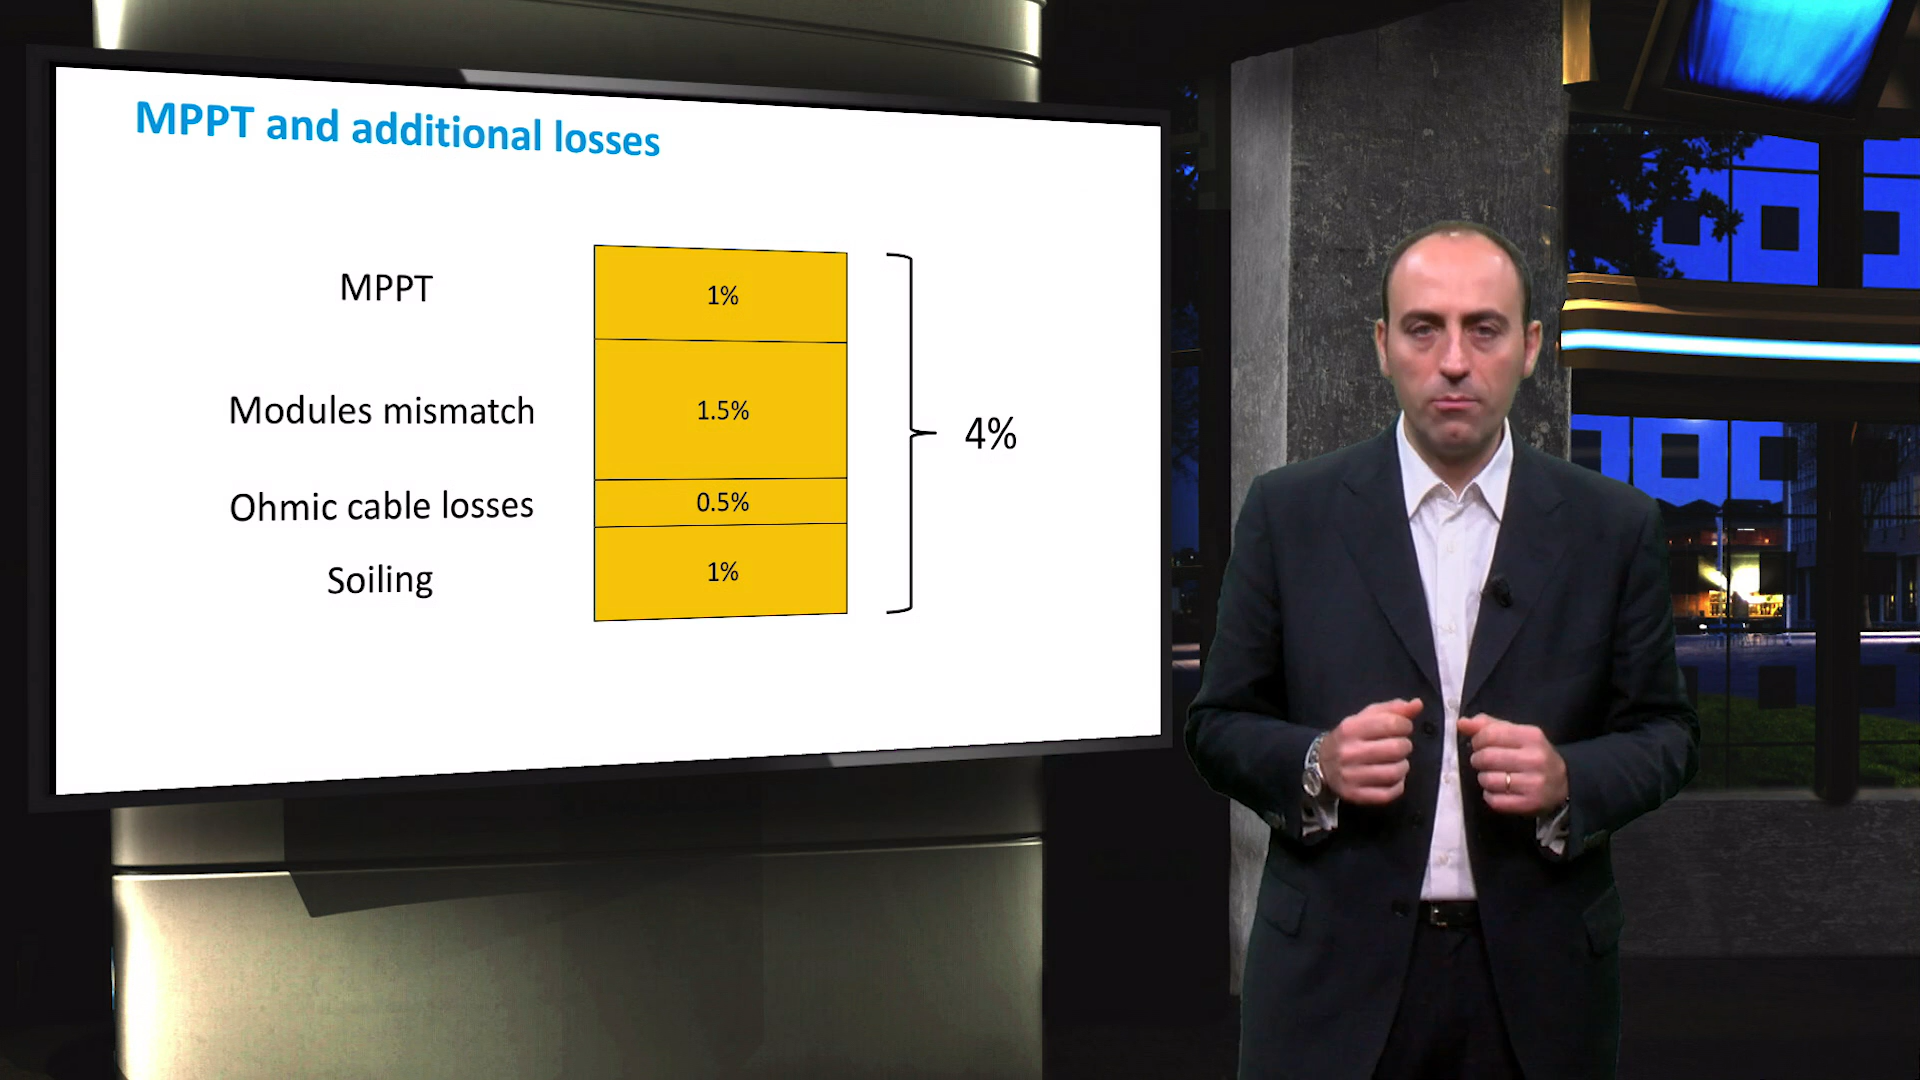 MPPT and additional losses
MPPT 1%
Modules mismatch 1.5%
4%
Ohmic cable losses 0.5%
Soiling 1%